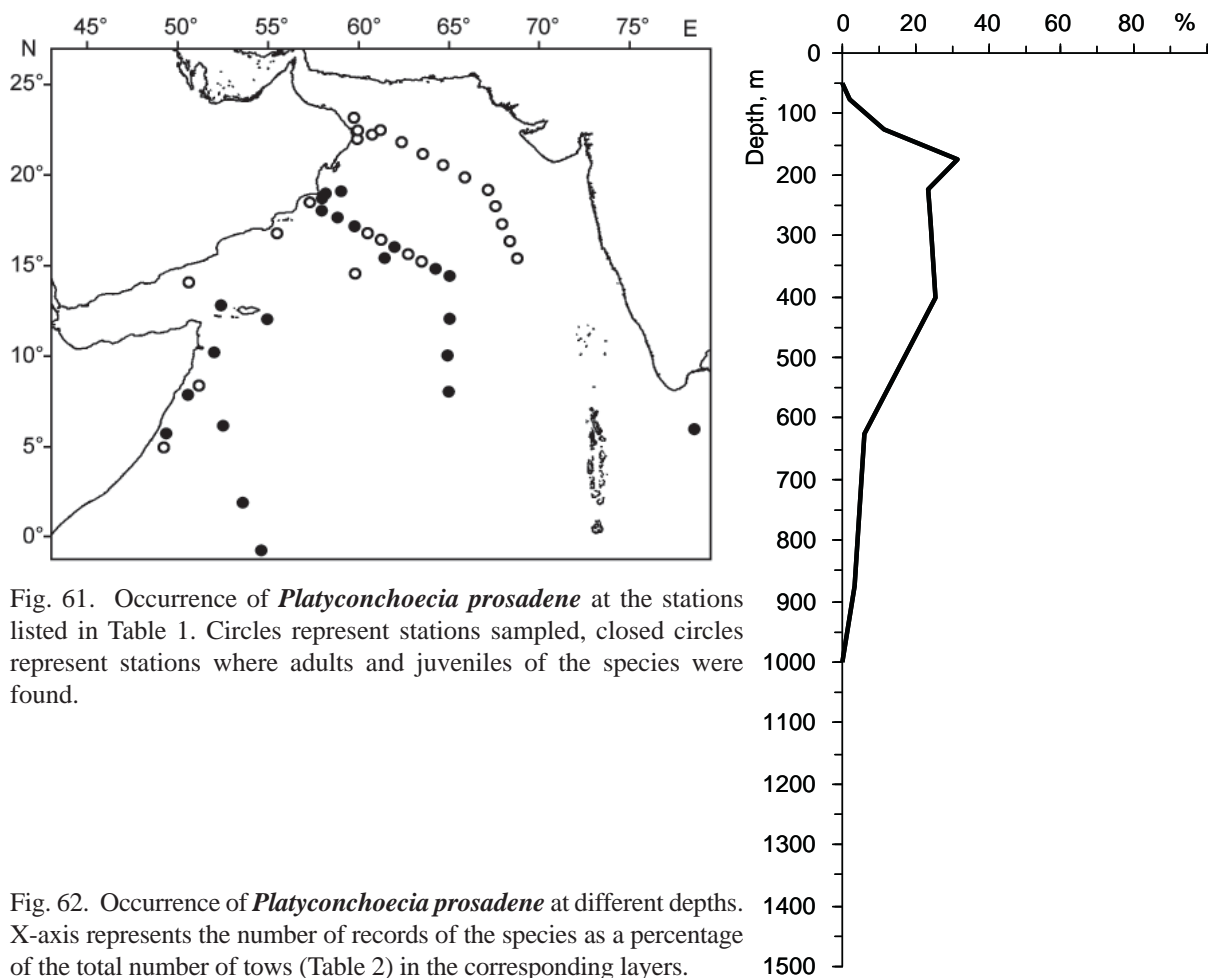 45° 50° 55° 60° 65° 70° 75° E
N
25°
20°
15°
10°
5°
0°
Fig. 61. Occurrence of Platyconchoecia prosadene at the stations
listed in Table 1. Circles represent stations sampled, closed circles
represent stations where adults and juveniles of the species were
found.
0 20 40 60 80 %
Depth, m
0
100
200
300
400
500
600
700
800
900
1000
1100
1200
1300
1400
1500
Fig. 62. Occurrence of Platyconchoecia prosadene at different depths.
X-axis represents the number of records of the species as a percentage
of the total number of tows (Table 2) in the corresponding layers.